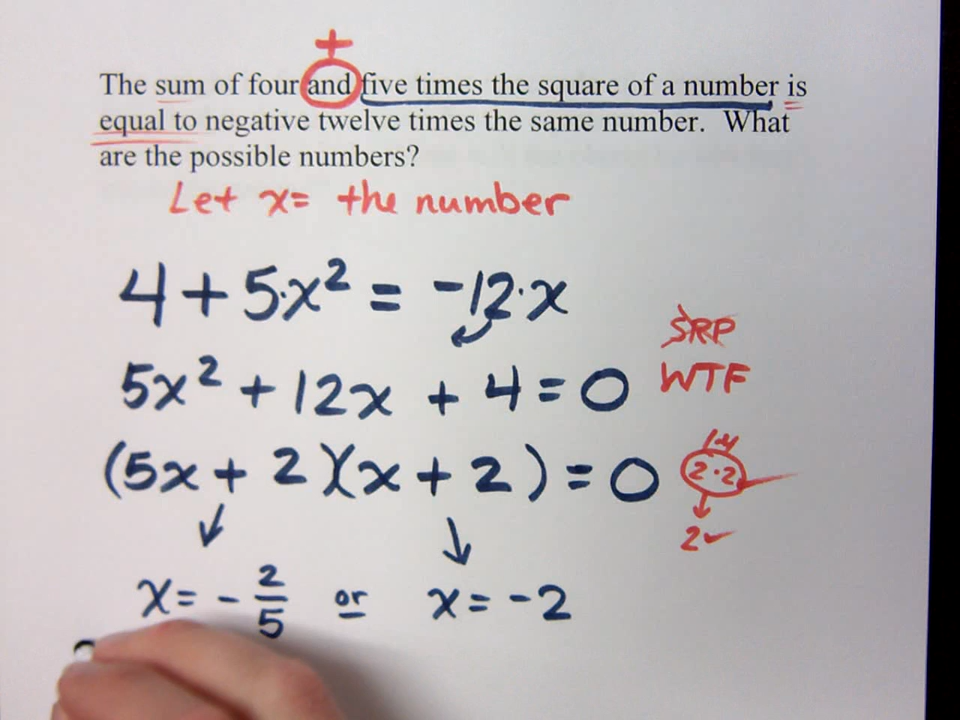 +
The sum of four and five times the square of a number is
equal to negative twelve times the same number. What
are the possible numbers?
Let x = the number
4 + 5·x² = -12·x
SRP
5x² + 12x + 4 = 0
WTF
1·4
(5x + 2)(x + 2) = 0
2·2
2 ✓
x = - 2/5 or x = -2